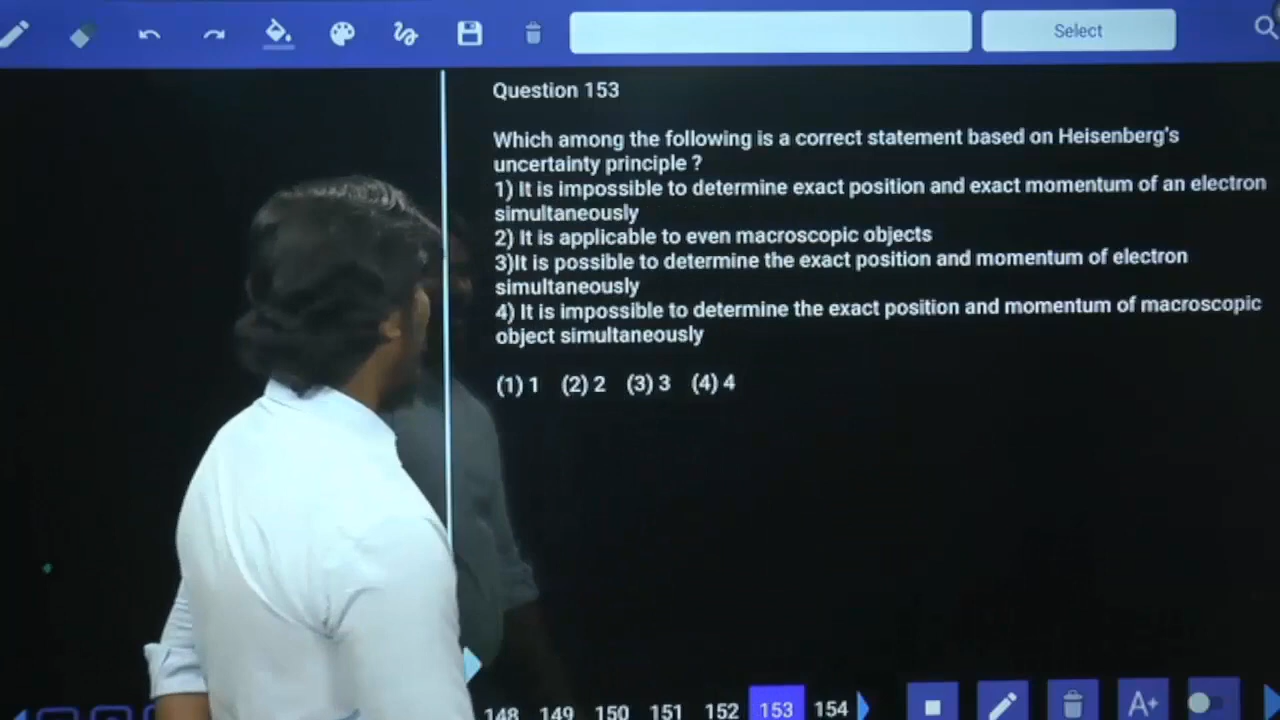 Select
Question 153
Which among the following is a correct statement based on Heisenberg's
uncertainty principle ?
1) It is impossible to determine exact position and exact momentum of an electron
simultaneously
2) It is applicable to even macroscopic objects
3)It is possible to determine the exact position and momentum of electron
simultaneously
4) It is impossible to determine the exact position and momentum of macroscopic
object simultaneously
(1) 1 (2) 2 (3) 3 (4) 4
148 149 150 151 152 153 154 A+